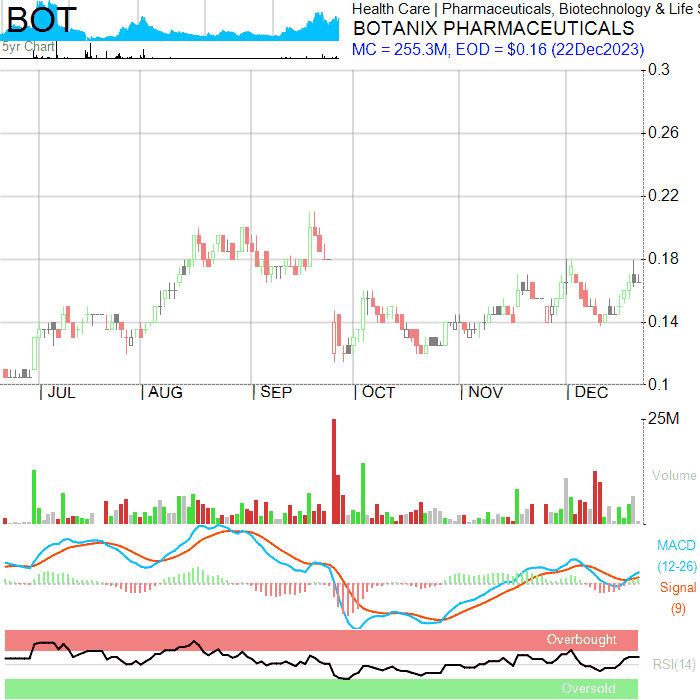 BOT
5yr Chart
Health Care | Pharmaceuticals, Biotechnology & Life S
BOTANIX PHARMACEUTICALS
MC = 255.3M, EOD = $0.16 (22Dec2023)
0.3
0.26
0.22
0.18
0.14
0.1
JUL AUG SEP OCT NOV DEC
25M
Volume
MACD
(12-26)
Signal
(9)
Overbought
RSI(14)
Oversold